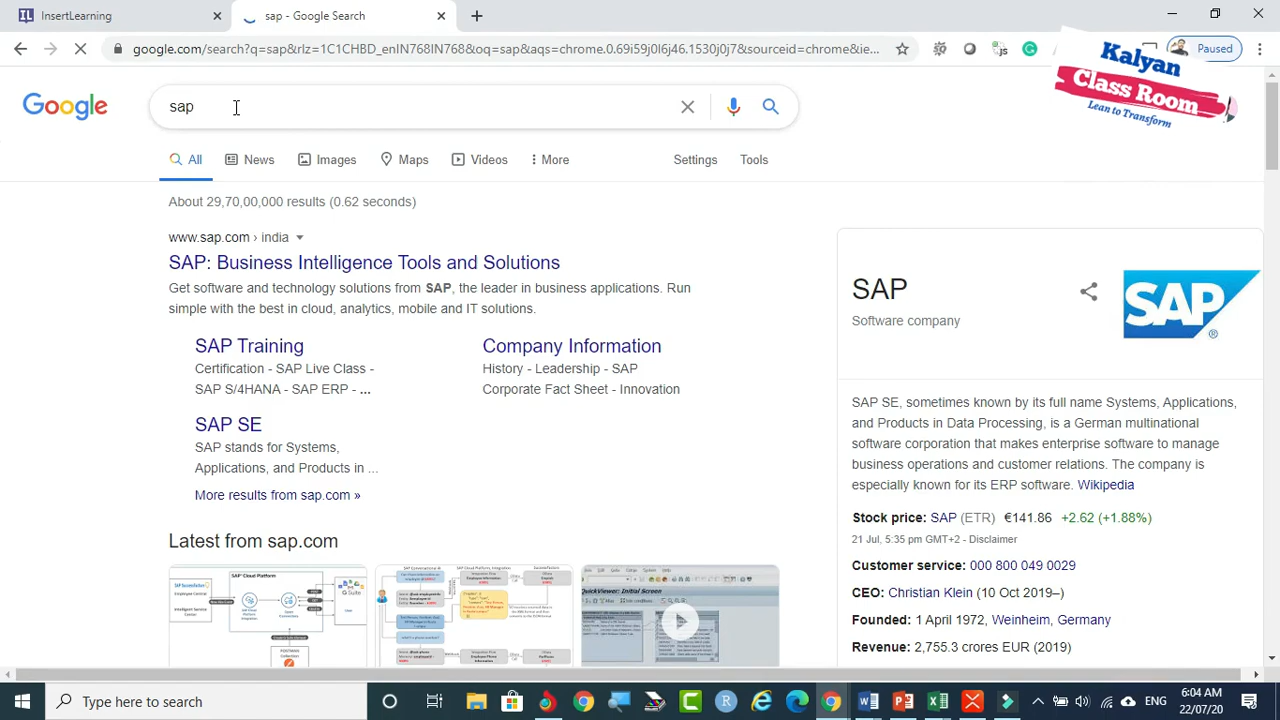 InsertLearning
sap - Google Search
google.com/search?q=sap&rlz=1C1CHBD_enIN768IN768&oq=sap&aqs=chrome.0.69i59j0l6j46.1530j0j7&sourceid=chrome&ie...
Paused
Kalyan
Class Room
Lean to Transform
Google
sap
All
News
Images
Maps
Videos
More
Settings
Tools
About 29,70,00,000 results (0.62 seconds)
www.sap.com › india
SAP: Business Intelligence Tools and Solutions
Get software and technology solutions from SAP, the leader in business applications. Run
simple with the best in cloud, analytics, mobile and IT solutions.
SAP Training
Certification - SAP Live Class -
SAP S/4HANA - SAP ERP - ...
Company Information
History - Leadership - SAP
Corporate Fact Sheet - Innovation
SAP SE
SAP stands for Systems,
Applications, and Products in ...
More results from sap.com »
Latest from sap.com
SAP Cloud Platform
QuickViewer: Initial Screen
SAP
Software company
SAP
SAP SE, sometimes known by its full name Systems, Applications,
and Products in Data Processing, is a German multinational
software corporation that makes enterprise software to manage
business operations and customer relations. The company is
especially known for its ERP software. Wikipedia
Stock price: SAP (ETR) €141.86 +2.62 (+1.88%)
21 Jul, 5:35 pm GMT+2 - Disclaimer
Customer service: 000 800 049 0029
CEO: Christian Klein (10 Oct 2019–)
Founded: 1 April 1972, Weinheim, Germany
Revenue: 2,755.3 crores EUR (2019)
Type here to search
ENG
6:04 AM
22/07/20